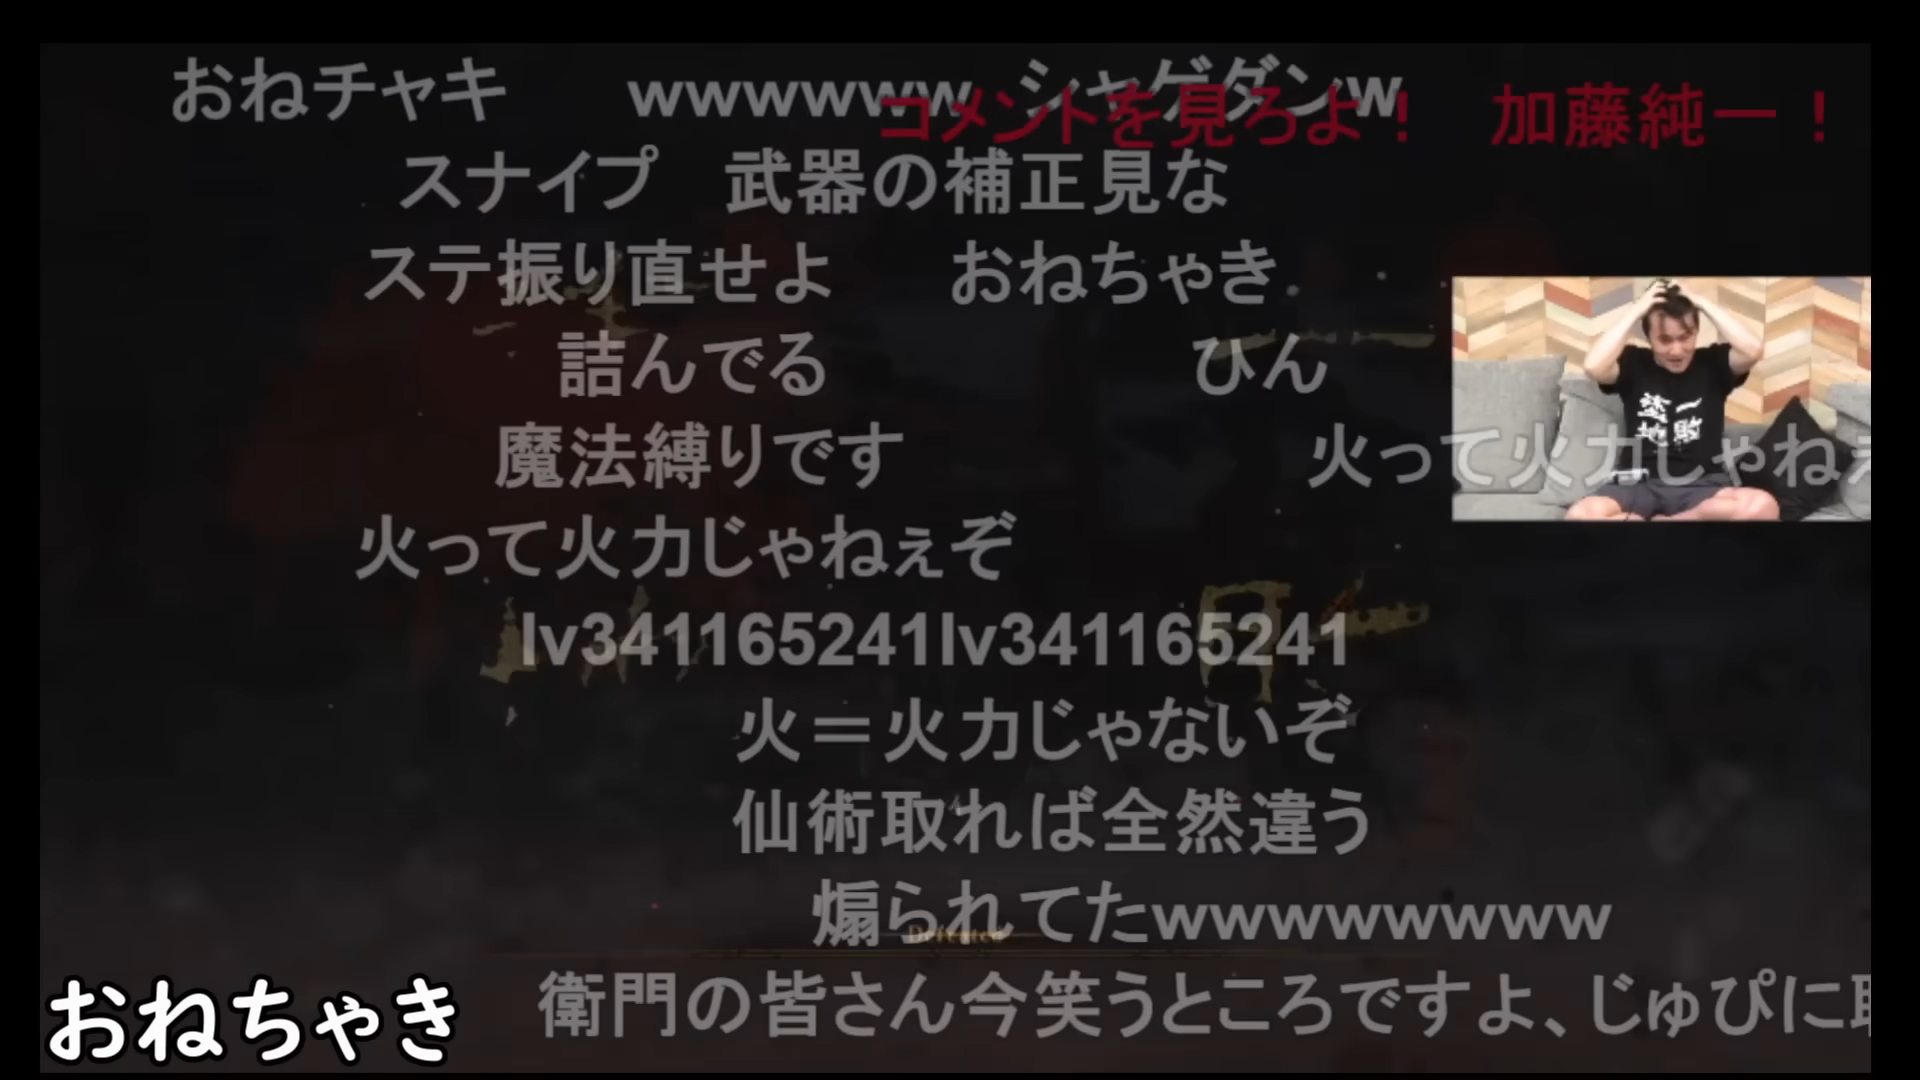 おねチャキ wwwwwww シャゲダンw
コメントを見ろよ！ 加藤純一！
スナイプ 武器の補正見な
ステ振り直せよ おねちゃき
詰んでる ひん
魔法縛りです 火って火力じゃねぇ
火って火力じゃねぇぞ
lv341165241lv341165241
火＝火力じゃないぞ
仙術取れば全然違う
煽られてたwwwwwwwww
Defeated
衛門の皆さん今笑うところですよ、じゅぴに
おねちゃき